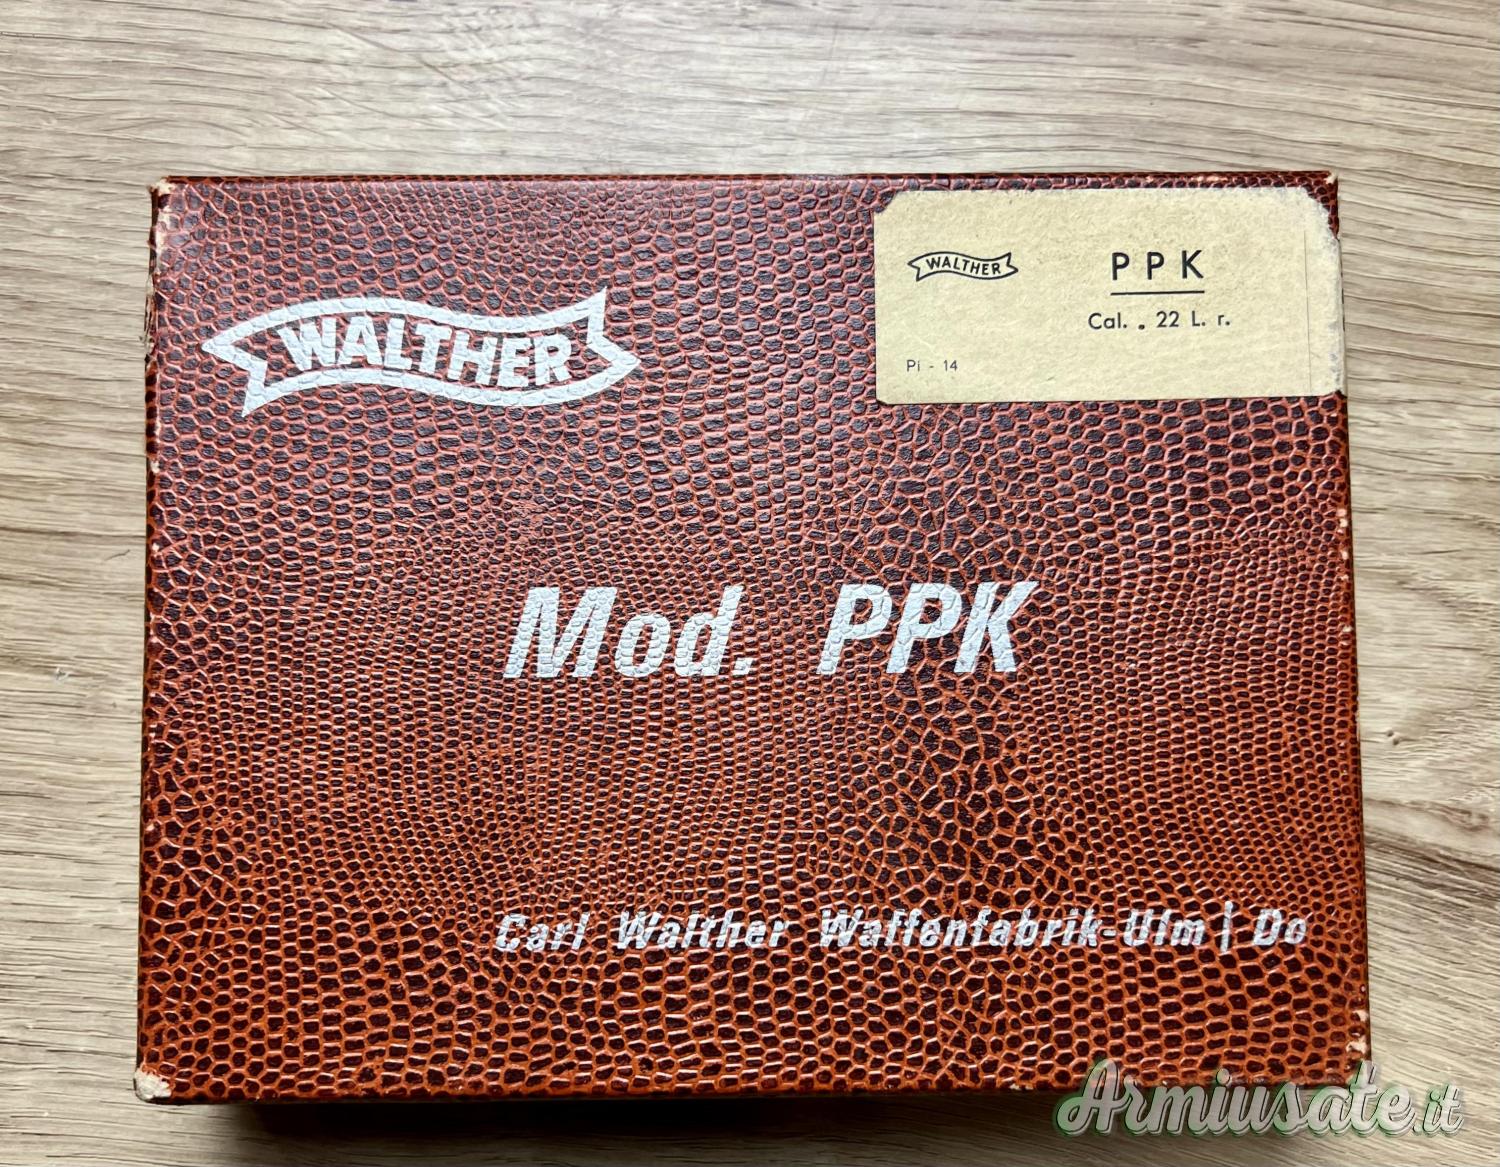 WALTHER
WALTHER
PPK
Cal. . 22 L. r.
Pi - 14
Mod. PPK
Carl Walther Waffenfabrik-Ulm | Do
Armiusate.it